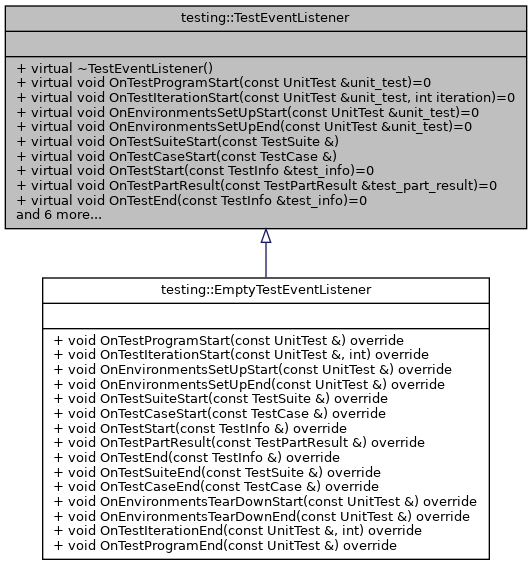 testing::TestEventListener
+ virtual ~TestEventListener()
+ virtual void OnTestProgramStart(const UnitTest &unit_test)=0
+ virtual void OnTestIterationStart(const UnitTest &unit_test, int iteration)=0
+ virtual void OnEnvironmentsSetUpStart(const UnitTest &unit_test)=0
+ virtual void OnEnvironmentsSetUpEnd(const UnitTest &unit_test)=0
+ virtual void OnTestSuiteStart(const TestSuite &)
+ virtual void OnTestCaseStart(const TestCase &)
+ virtual void OnTestStart(const TestInfo &test_info)=0
+ virtual void OnTestPartResult(const TestPartResult &test_part_result)=0
+ virtual void OnTestEnd(const TestInfo &test_info)=0
and 6 more...
testing::EmptyTestEventListener
+ void OnTestProgramStart(const UnitTest &) override
+ void OnTestIterationStart(const UnitTest &, int) override
+ void OnEnvironmentsSetUpStart(const UnitTest &) override
+ void OnEnvironmentsSetUpEnd(const UnitTest &) override
+ void OnTestSuiteStart(const TestSuite &) override
+ void OnTestCaseStart(const TestCase &) override
+ void OnTestStart(const TestInfo &) override
+ void OnTestPartResult(const TestPartResult &) override
+ void OnTestEnd(const TestInfo &) override
+ void OnTestSuiteEnd(const TestSuite &) override
+ void OnTestCaseEnd(const TestCase &) override
+ void OnEnvironmentsTearDownStart(const UnitTest &) override
+ void OnEnvironmentsTearDownEnd(const UnitTest &) override
+ void OnTestIterationEnd(const UnitTest &, int) override
+ void OnTestProgramEnd(const UnitTest &) override